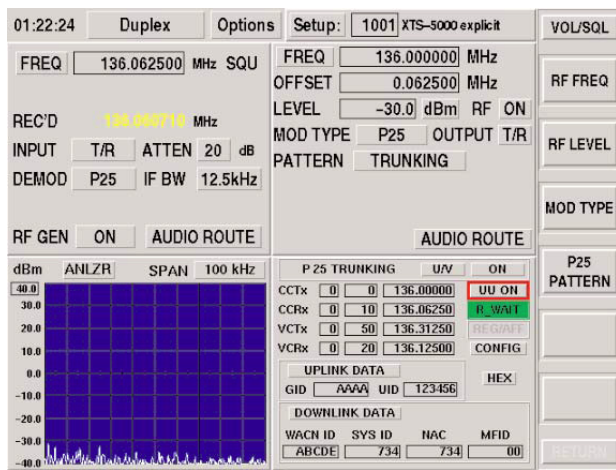 01:22:24 Duplex Options Setup: 1001 XTS–5000 explicit VOL/SQL
FREQ 136.062500 MHz SQU
REC'D 136.060710 MHz
INPUT T/R ATTEN 20 dB
DEMOD P25 IF BW 12.5kHz
RF GEN ON AUDIO ROUTE
FREQ 136.000000 MHz
OFFSET 0.062500 MHz
LEVEL –30.0 dBm RF ON
MOD TYPE P25 OUTPUT T/R
PATTERN TRUNKING
AUDIO ROUTE
RF FREQ
RF LEVEL
MOD TYPE
P25
PATTERN
RETURN
dBm ANLZR SPAN 100 kHz
40.0
30.0
20.0
10.0
0.0
–10.0
–20.0
–30.0
–40.0
P 25 TRUNKING U/V ON
CCTx 0 0 136.00000 UU ON
CCRx 0 10 136.06250 R_WAIT
VCTx 0 50 136.31250 REG/AFF
VCRx 0 20 136.12500 CONFIG
UPLINK DATA HEX
GID AAAA UID 123456
DOWNLINK DATA
WACN ID SYS ID NAC MFID
ABCDE 734 734 00